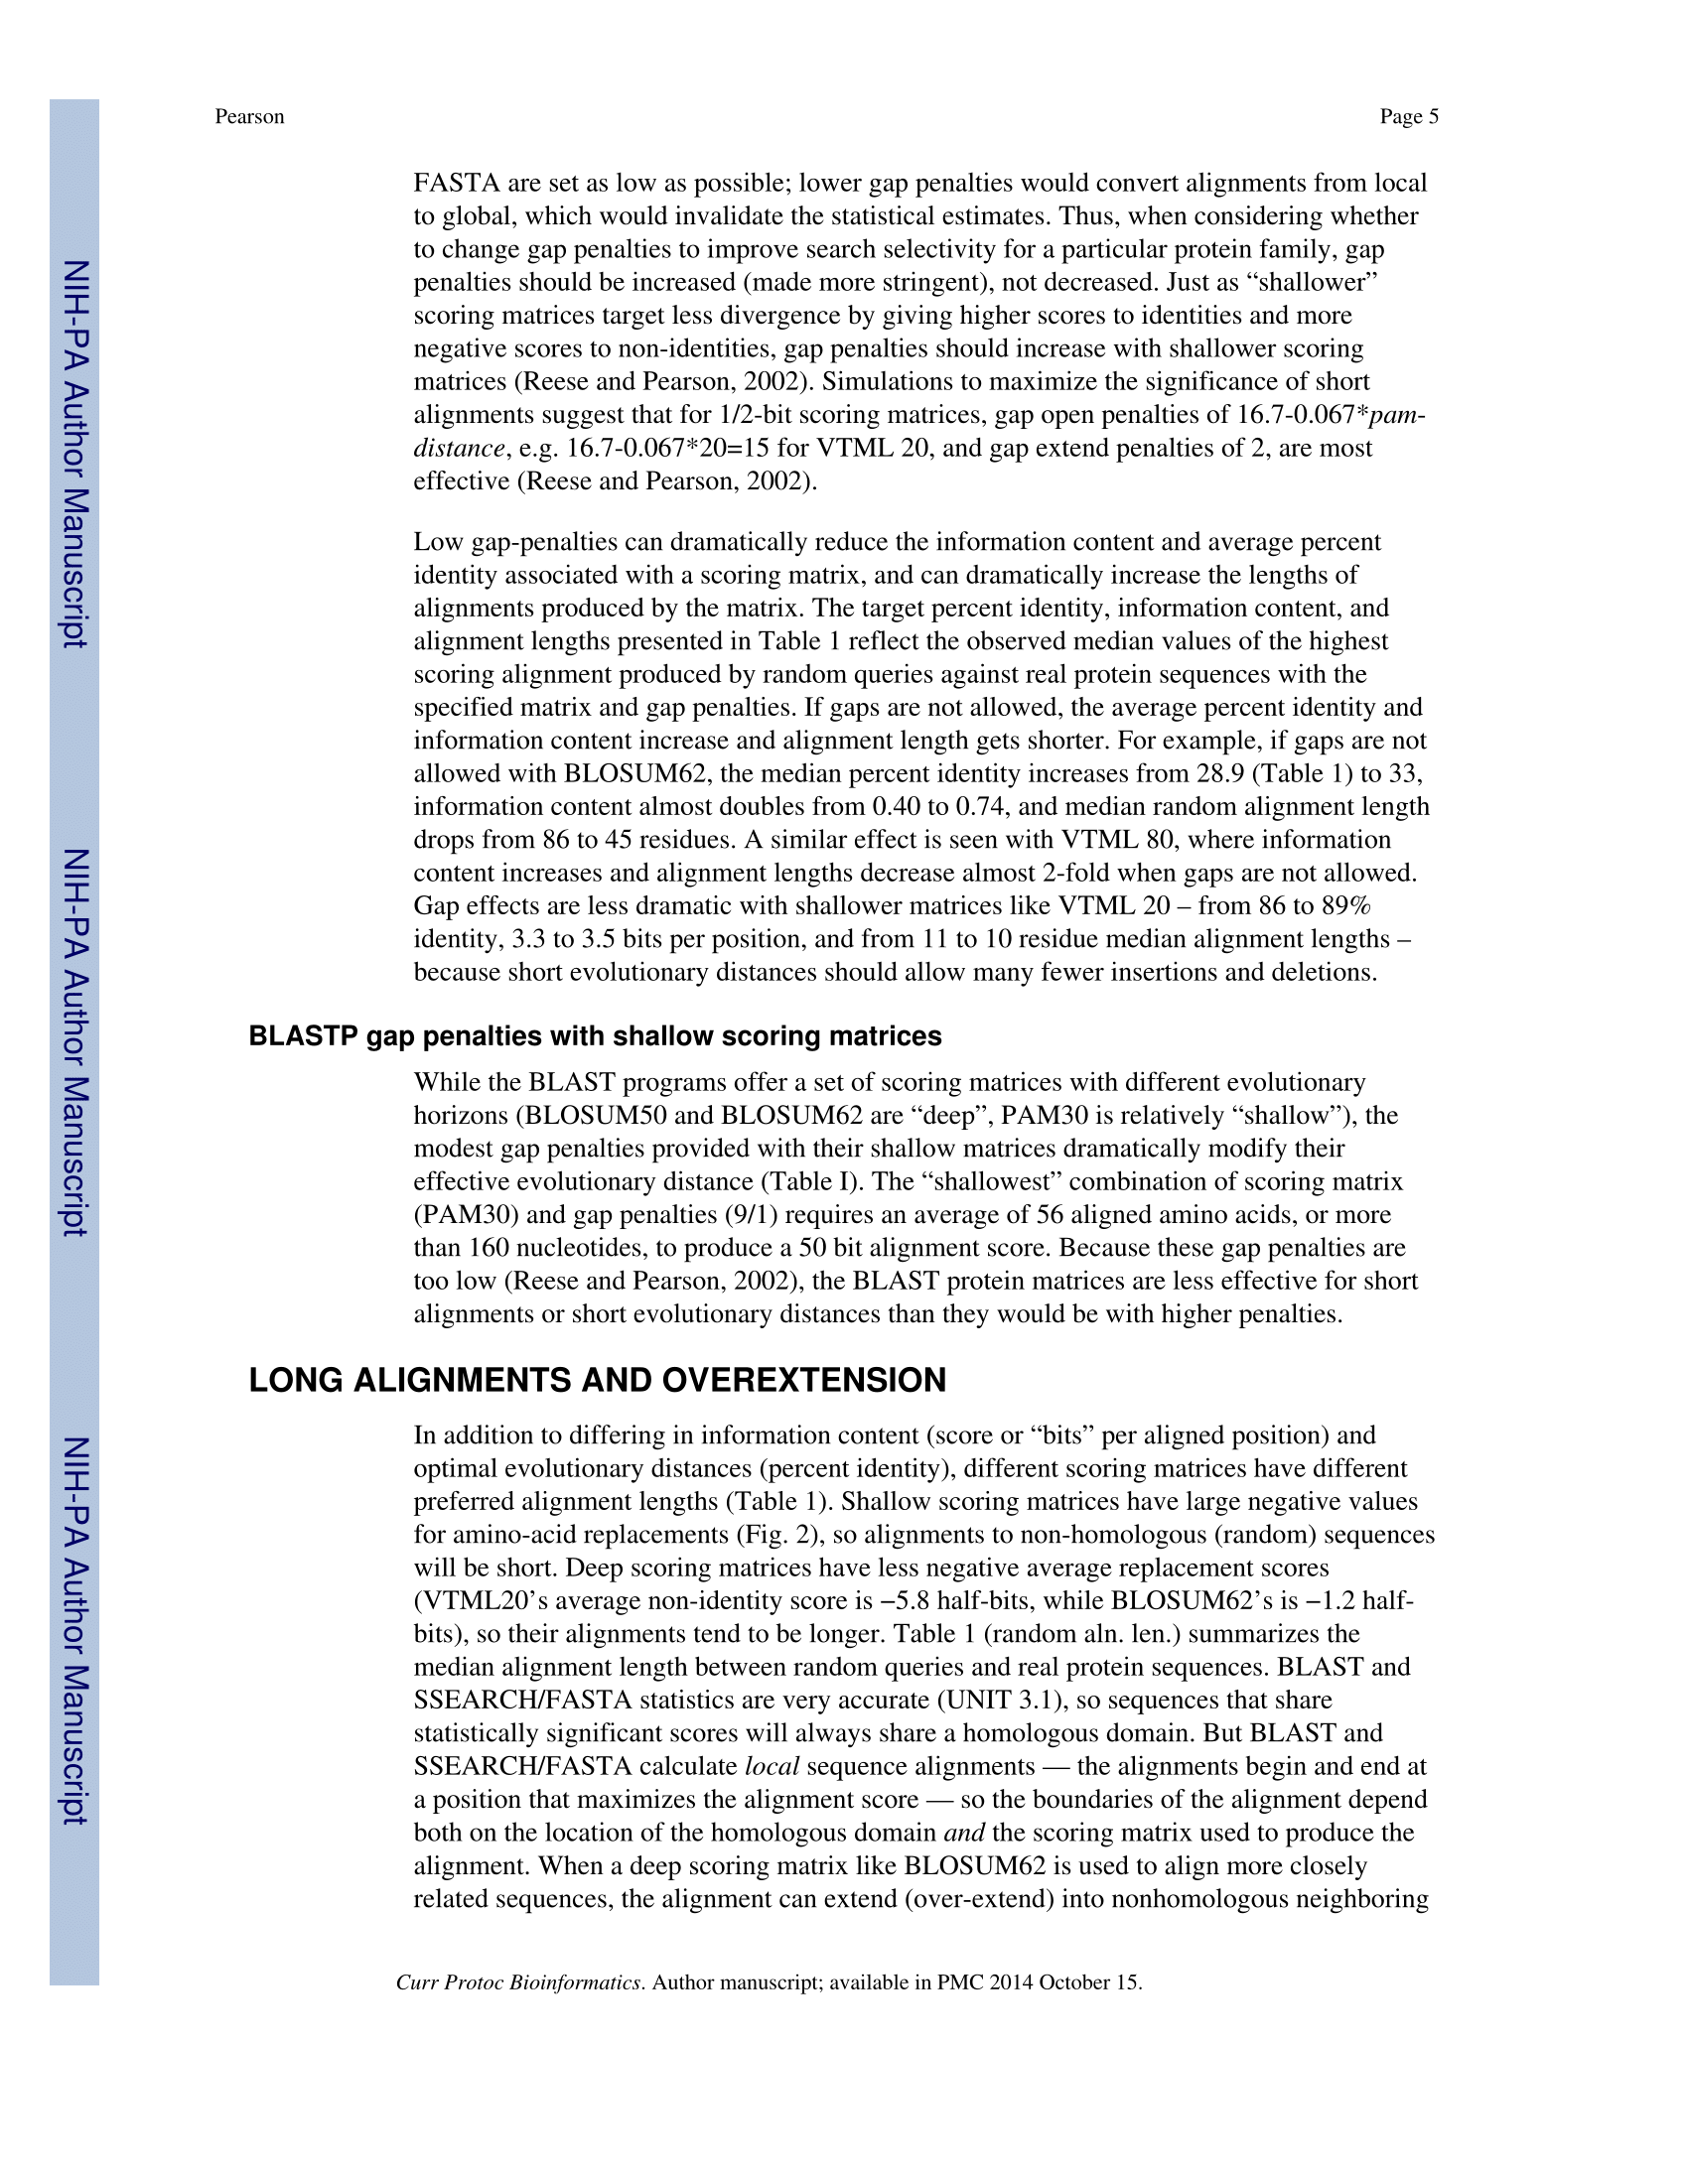 Pearson
Page 5
FASTA are set as low as possible; lower gap penalties would convert alignments from local
to global, which would invalidate the statistical estimates. Thus, when considering whether
to change gap penalties to improve search selectivity for a particular protein family, gap
penalties should be increased (made more stringent), not decreased. Just as “shallower”
scoring matrices target less divergence by giving higher scores to identities and more
negative scores to non-identities, gap penalties should increase with shallower scoring
matrices (Reese and Pearson, 2002). Simulations to maximize the significance of short
alignments suggest that for 1/2-bit scoring matrices, gap open penalties of 16.7-0.067*pam-
distance, e.g. 16.7-0.067*20=15 for VTML 20, and gap extend penalties of 2, are most
effective (Reese and Pearson, 2002).
Low gap-penalties can dramatically reduce the information content and average percent
identity associated with a scoring matrix, and can dramatically increase the lengths of
alignments produced by the matrix. The target percent identity, information content, and
alignment lengths presented in Table 1 reflect the observed median values of the highest
scoring alignment produced by random queries against real protein sequences with the
specified matrix and gap penalties. If gaps are not allowed, the average percent identity and
information content increase and alignment length gets shorter. For example, if gaps are not
allowed with BLOSUM62, the median percent identity increases from 28.9 (Table 1) to 33,
information content almost doubles from 0.40 to 0.74, and median random alignment length
drops from 86 to 45 residues. A similar effect is seen with VTML 80, where information
content increases and alignment lengths decrease almost 2-fold when gaps are not allowed.
Gap effects are less dramatic with shallower matrices like VTML 20 – from 86 to 89%
identity, 3.3 to 3.5 bits per position, and from 11 to 10 residue median alignment lengths –
because short evolutionary distances should allow many fewer insertions and deletions.
BLASTP gap penalties with shallow scoring matrices
While the BLAST programs offer a set of scoring matrices with different evolutionary
horizons (BLOSUM50 and BLOSUM62 are “deep”, PAM30 is relatively “shallow”), the
modest gap penalties provided with their shallow matrices dramatically modify their
effective evolutionary distance (Table I). The “shallowest” combination of scoring matrix
(PAM30) and gap penalties (9/1) requires an average of 56 aligned amino acids, or more
than 160 nucleotides, to produce a 50 bit alignment score. Because these gap penalties are
too low (Reese and Pearson, 2002), the BLAST protein matrices are less effective for short
alignments or short evolutionary distances than they would be with higher penalties.
LONG ALIGNMENTS AND OVEREXTENSION
In addition to differing in information content (score or “bits” per aligned position) and
optimal evolutionary distances (percent identity), different scoring matrices have different
preferred alignment lengths (Table 1). Shallow scoring matrices have large negative values
for amino-acid replacements (Fig. 2), so alignments to non-homologous (random) sequences
will be short. Deep scoring matrices have less negative average replacement scores
(VTML20’s average non-identity score is −5.8 half-bits, while BLOSUM62’s is −1.2 half-
bits), so their alignments tend to be longer. Table 1 (random aln. len.) summarizes the
median alignment length between random queries and real protein sequences. BLAST and
SSEARCH/FASTA statistics are very accurate (UNIT 3.1), so sequences that share
statistically significant scores will always share a homologous domain. But BLAST and
SSEARCH/FASTA calculate local sequence alignments — the alignments begin and end at
a position that maximizes the alignment score — so the boundaries of the alignment depend
both on the location of the homologous domain and the scoring matrix used to produce the
alignment. When a deep scoring matrix like BLOSUM62 is used to align more closely
related sequences, the alignment can extend (over-extend) into nonhomologous neighboring
Curr Protoc Bioinformatics. Author manuscript; available in PMC 2014 October 15.
NIH-PA Author Manuscript
NIH-PA Author Manuscript
NIH-PA Author Manuscript